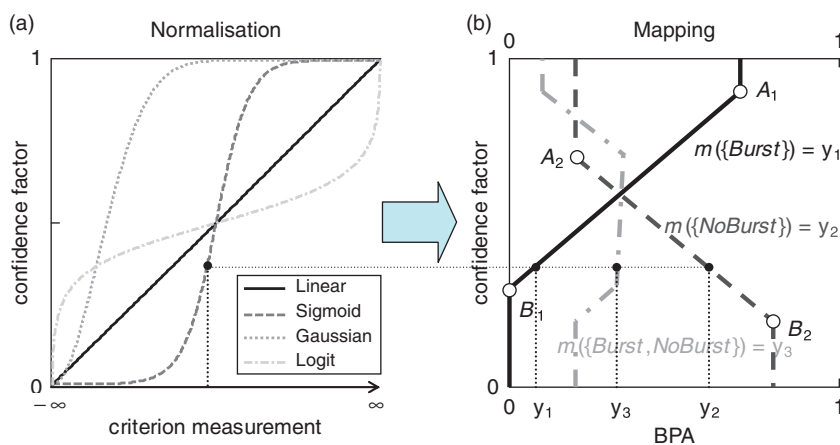 (a)
Normalisation
1
confidence factor
0
−∞
∞
criterion measurement
Linear
Sigmoid
Gaussian
Logit
(b)
Mapping
0
1
1
confidence factor
0
A1
A2
m({Burst}) = y1
m({NoBurst}) = y2
B1
B2
m({Burst,NoBurst}) = y3
0
y1
y3
y2
1
BPA